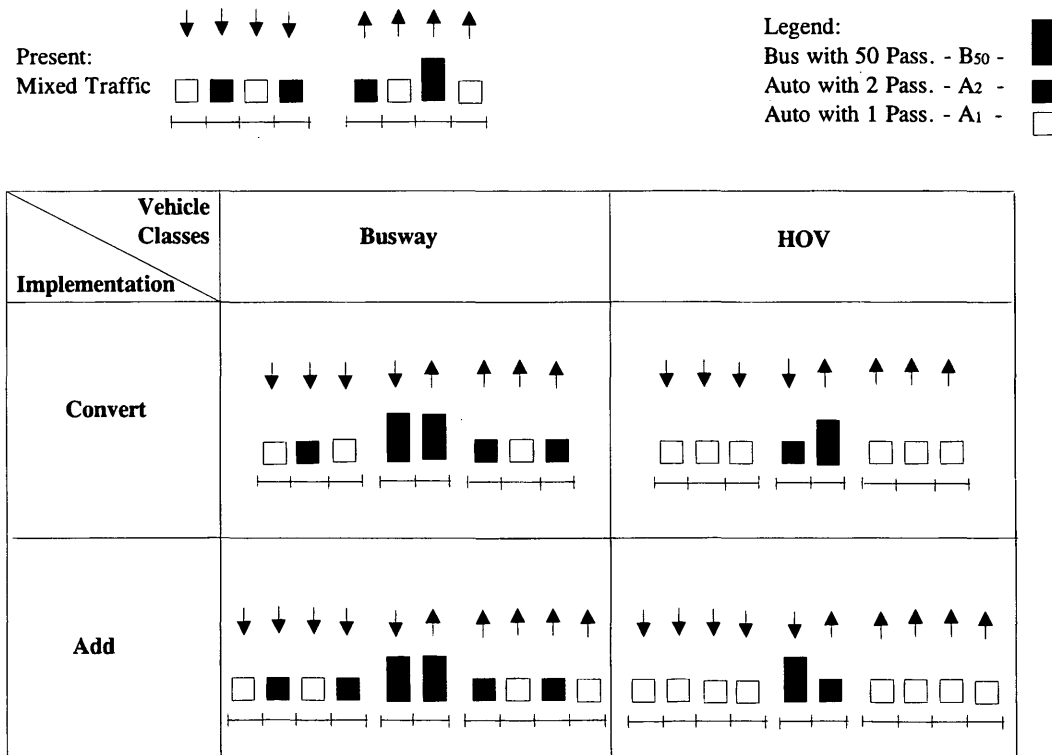 Present:
Mixed Traffic
Legend:
Bus with 50 Pass. - B50 -
Auto with 2 Pass. - A2 -
Auto with 1 Pass. - A1 -
Vehicle
Classes
Implementation
Busway
HOV
Convert
Add